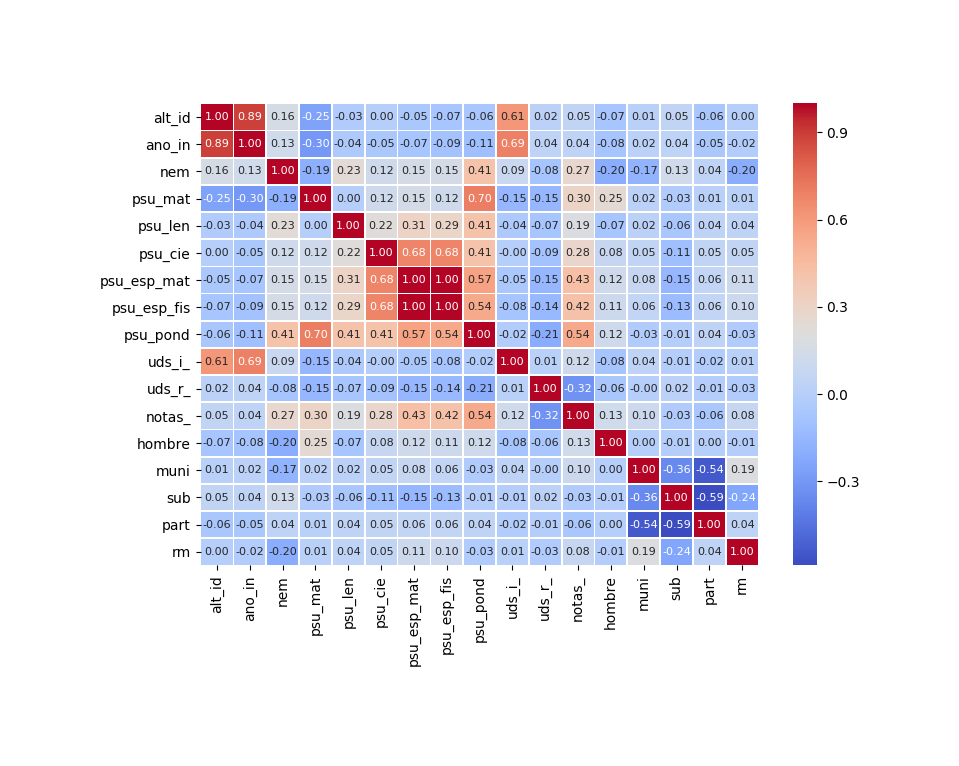 alt_id 1.00 0.89 0.16 -0.25 -0.03 0.00 -0.05 -0.07 -0.06 0.61 0.02 0.05 -0.07 0.01 0.05 -0.06 0.00
ano_in 0.89 1.00 0.13 -0.30 -0.04 -0.05 -0.07 -0.09 -0.11 0.69 0.04 0.04 -0.08 0.02 0.04 -0.05 -0.02
nem 0.16 0.13 1.00 -0.19 0.23 0.12 0.15 0.15 0.41 0.09 -0.08 0.27 -0.20 -0.17 0.13 0.04 -0.20
psu_mat -0.25 -0.30 -0.19 1.00 0.00 0.12 0.15 0.12 0.70 -0.15 -0.15 0.30 0.25 0.02 -0.03 0.01 0.01
psu_len -0.03 -0.04 0.23 0.00 1.00 0.22 0.31 0.29 0.41 -0.04 -0.07 0.19 -0.07 0.02 -0.06 0.04 0.04
psu_cie 0.00 -0.05 0.12 0.12 0.22 1.00 0.68 0.68 0.41 -0.00 -0.09 0.28 0.08 0.05 -0.11 0.05 0.05
psu_esp_mat -0.05 -0.07 0.15 0.15 0.31 0.68 1.00 1.00 0.57 -0.05 -0.15 0.43 0.12 0.08 -0.15 0.06 0.11
psu_esp_fis -0.07 -0.09 0.15 0.12 0.29 0.68 1.00 1.00 0.54 -0.08 -0.14 0.42 0.11 0.06 -0.13 0.06 0.10
psu_pond -0.06 -0.11 0.41 0.70 0.41 0.41 0.57 0.54 1.00 -0.02 -0.21 0.54 0.12 -0.03 -0.01 0.04 -0.03
uds_i_ 0.61 0.69 0.09 -0.15 -0.04 -0.00 -0.05 -0.08 -0.02 1.00 0.01 0.12 -0.08 0.04 -0.01 -0.02 0.01
uds_r_ 0.02 0.04 -0.08 -0.15 -0.07 -0.09 -0.15 -0.14 -0.21 0.01 1.00 -0.32 -0.06 -0.00 0.02 -0.01 -0.03
notas_ 0.05 0.04 0.27 0.30 0.19 0.28 0.43 0.42 0.54 0.12 -0.32 1.00 0.13 0.10 -0.03 -0.06 0.08
hombre -0.07 -0.08 -0.20 0.25 -0.07 0.08 0.12 0.11 0.12 -0.08 -0.06 0.13 1.00 0.00 -0.01 0.00 -0.01
muni 0.01 0.02 -0.17 0.02 0.02 0.05 0.08 0.06 -0.03 0.04 -0.00 0.10 0.00 1.00 -0.36 -0.54 0.19
sub 0.05 0.04 0.13 -0.03 -0.06 -0.11 -0.15 -0.13 -0.01 -0.01 0.02 -0.03 -0.01 -0.36 1.00 -0.59 -0.24
part -0.06 -0.05 0.04 0.01 0.04 0.05 0.06 0.06 0.04 -0.02 -0.01 -0.06 0.00 -0.54 -0.59 1.00 0.04
rm 0.00 -0.02 -0.20 0.01 0.04 0.05 0.11 0.10 -0.03 0.01 -0.03 0.08 -0.01 0.19 -0.24 0.04 1.00
alt_id ano_in nem psu_mat psu_len psu_cie psu_esp_mat psu_esp_fis psu_pond uds_i_ uds_r_ notas_ hombre muni sub part rm
0.9
0.6
0.3
0.0
−0.3